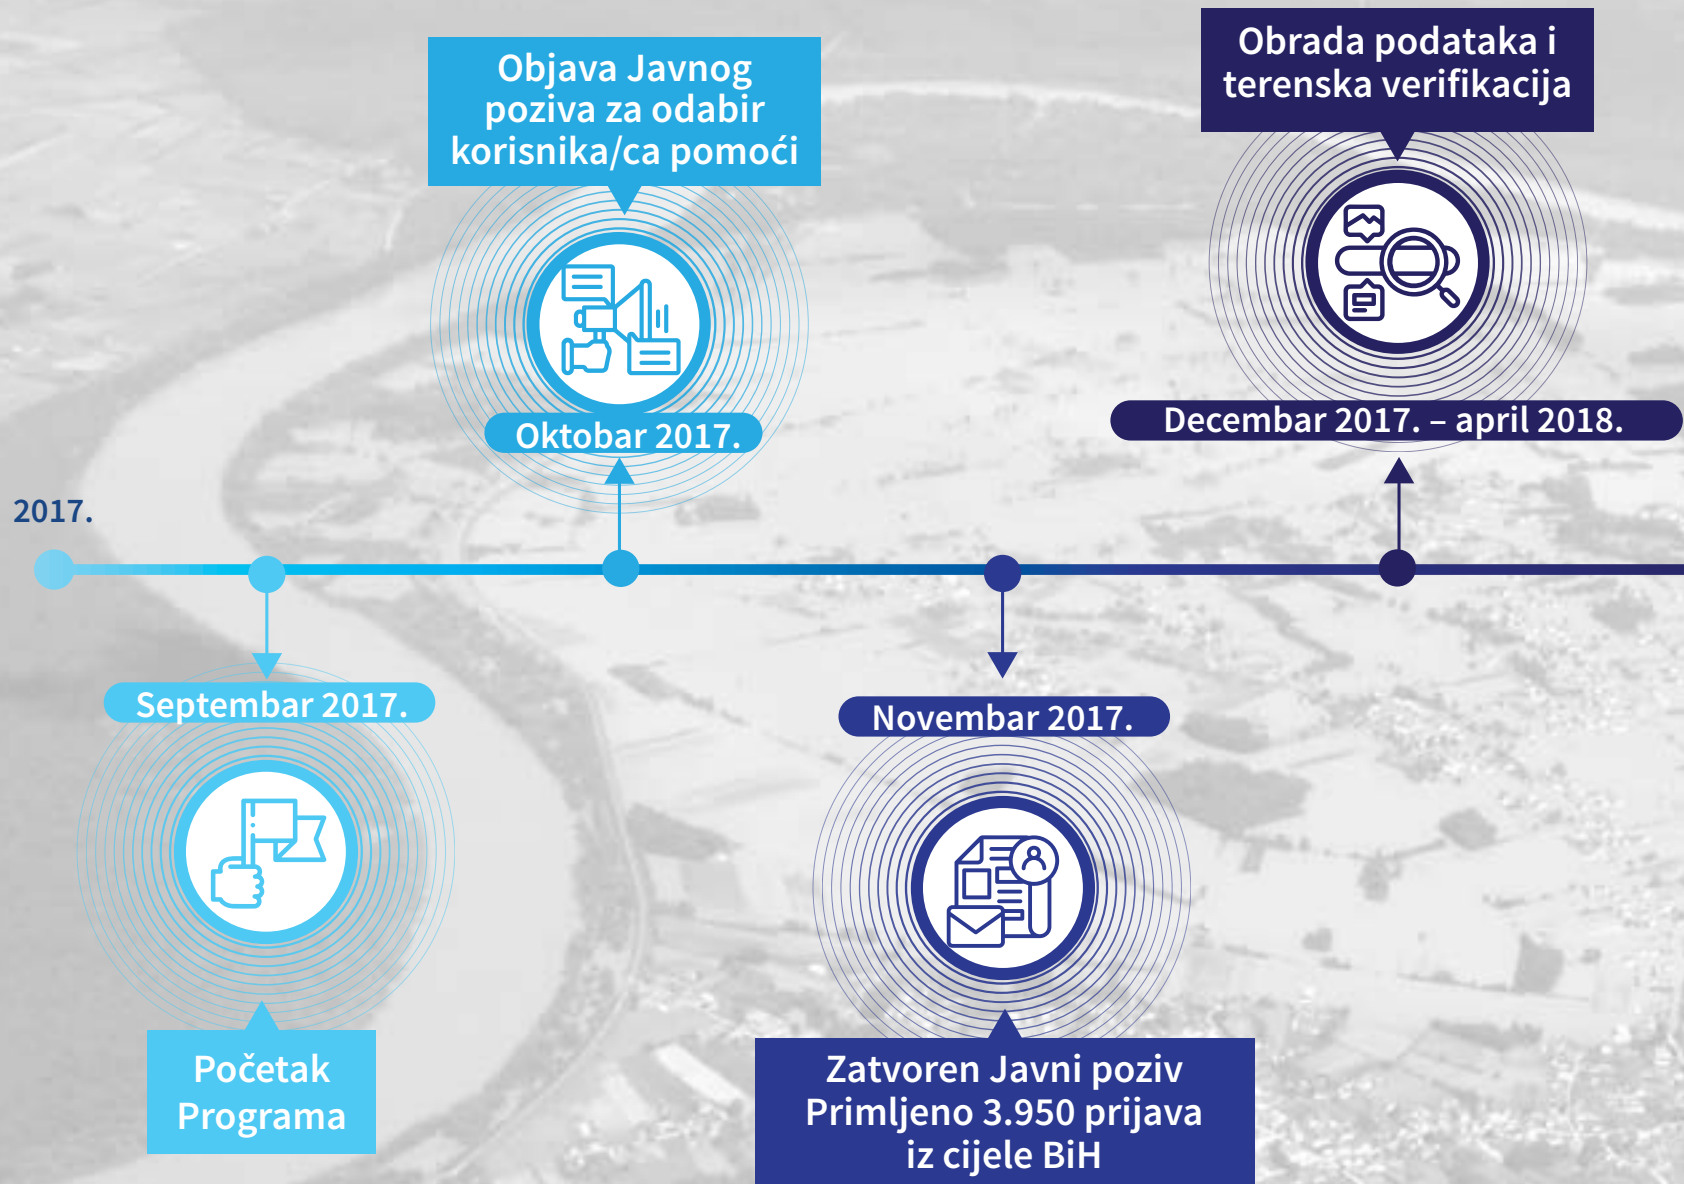 2017.
Septembar 2017.
Početak
Programa
Objava Javnog
poziva za odabir
korisnika/ca pomoći
Oktobar 2017.
Novembar 2017.
Zatvoren Javni poziv
Primljeno 3.950 prijava
iz cijele BiH
Obrada podataka i
terenska verifikacija
Decembar 2017. – april 2018.